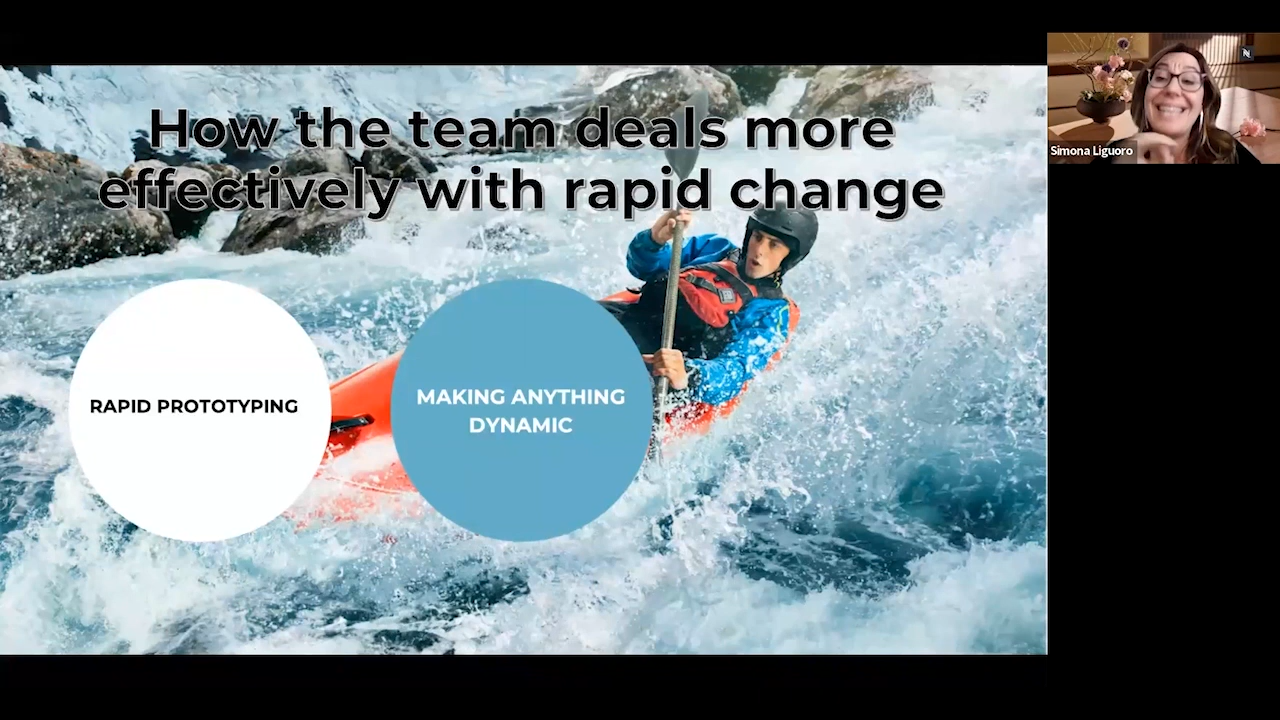 How the team deals more
effectively with rapid change
RAPID PROTOTYPING
MAKING ANYTHING
DYNAMIC
Simona Liguoro